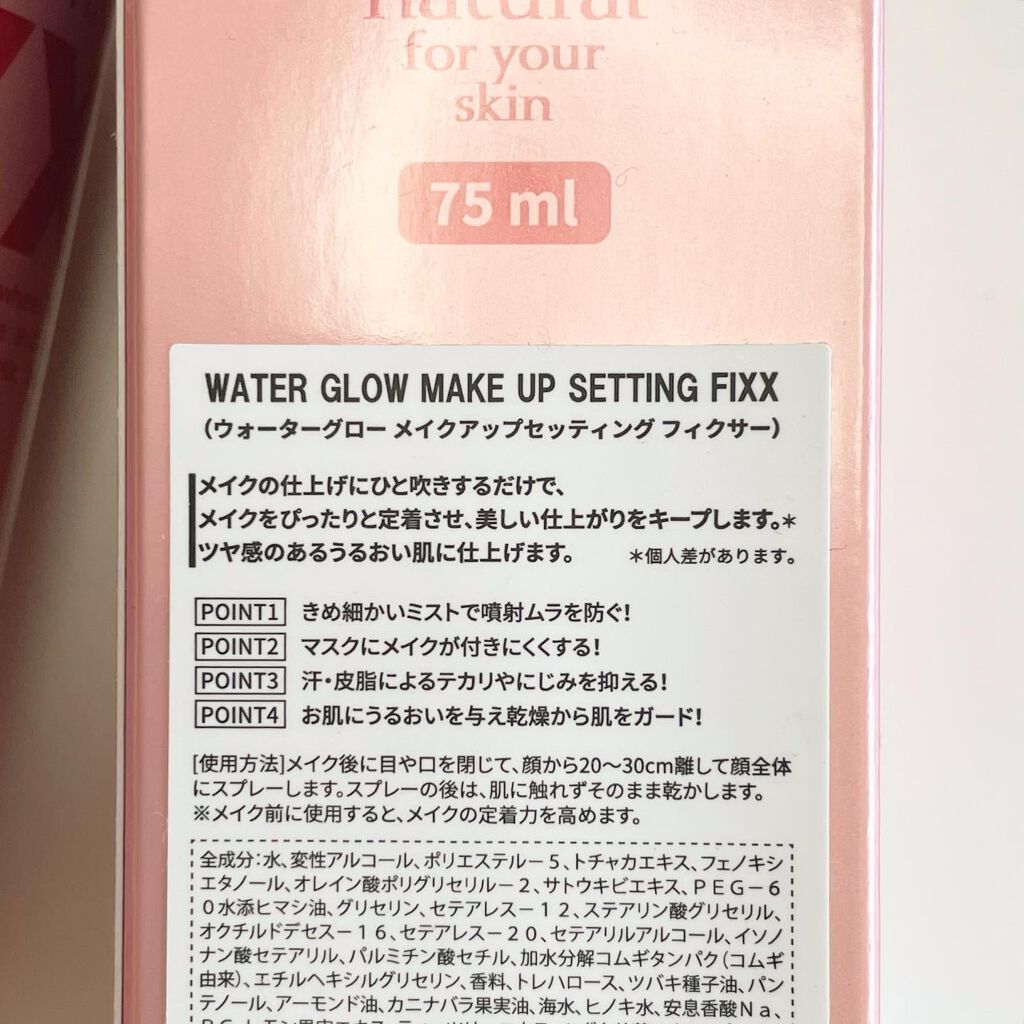 natural
for your
skin
75 ml
WATER GLOW MAKE UP SETTING FIXX
（ウォーターグロー メイクアップセッティング フィクサー）
メイクの仕上げにひと吹きするだけで、
メイクをぴったりと定着させ、美しい仕上がりをキープします。＊
ツヤ感のあるうるおい肌に仕上げます。 ＊個人差があります。
POINT1 きめ細かいミストで噴射ムラを防ぐ！
POINT2 マスクにメイクが付きにくくする！
POINT3 汗・皮脂によるテカリやにじみを抑える！
POINT4 お肌にうるおいを与え乾燥から肌をガード！
[使用方法]メイク後に目や口を閉じて、顔から20～30cm離して顔全体
にスプレーします。スプレーの後は、肌に触れずそのまま乾かします。
※メイク前に使用すると、メイクの定着力を高めます。
全成分：水、変性アルコール、ポリエステル－５、トチャカエキス、フェノキシ
エタノール、オレイン酸ポリグリセリル－２、サトウキビエキス、ＰＥＧ－６
０水添ヒマシ油、グリセリン、セテアレス－１２、ステアリン酸グリセリル、
オクチルドデセス－１６、セテアレス－２０、セテアリルアルコール、イソノ
ナン酸セテアリル、パルミチン酸セチル、加水分解コムギタンパク（コムギ
由来）、エチルヘキシルグリセリン、香料、トレハロース、ツバキ種子油、パン
テノール、アーモンド油、カニナバラ果実油、海水、ヒノキ水、安息香酸Ｎａ、